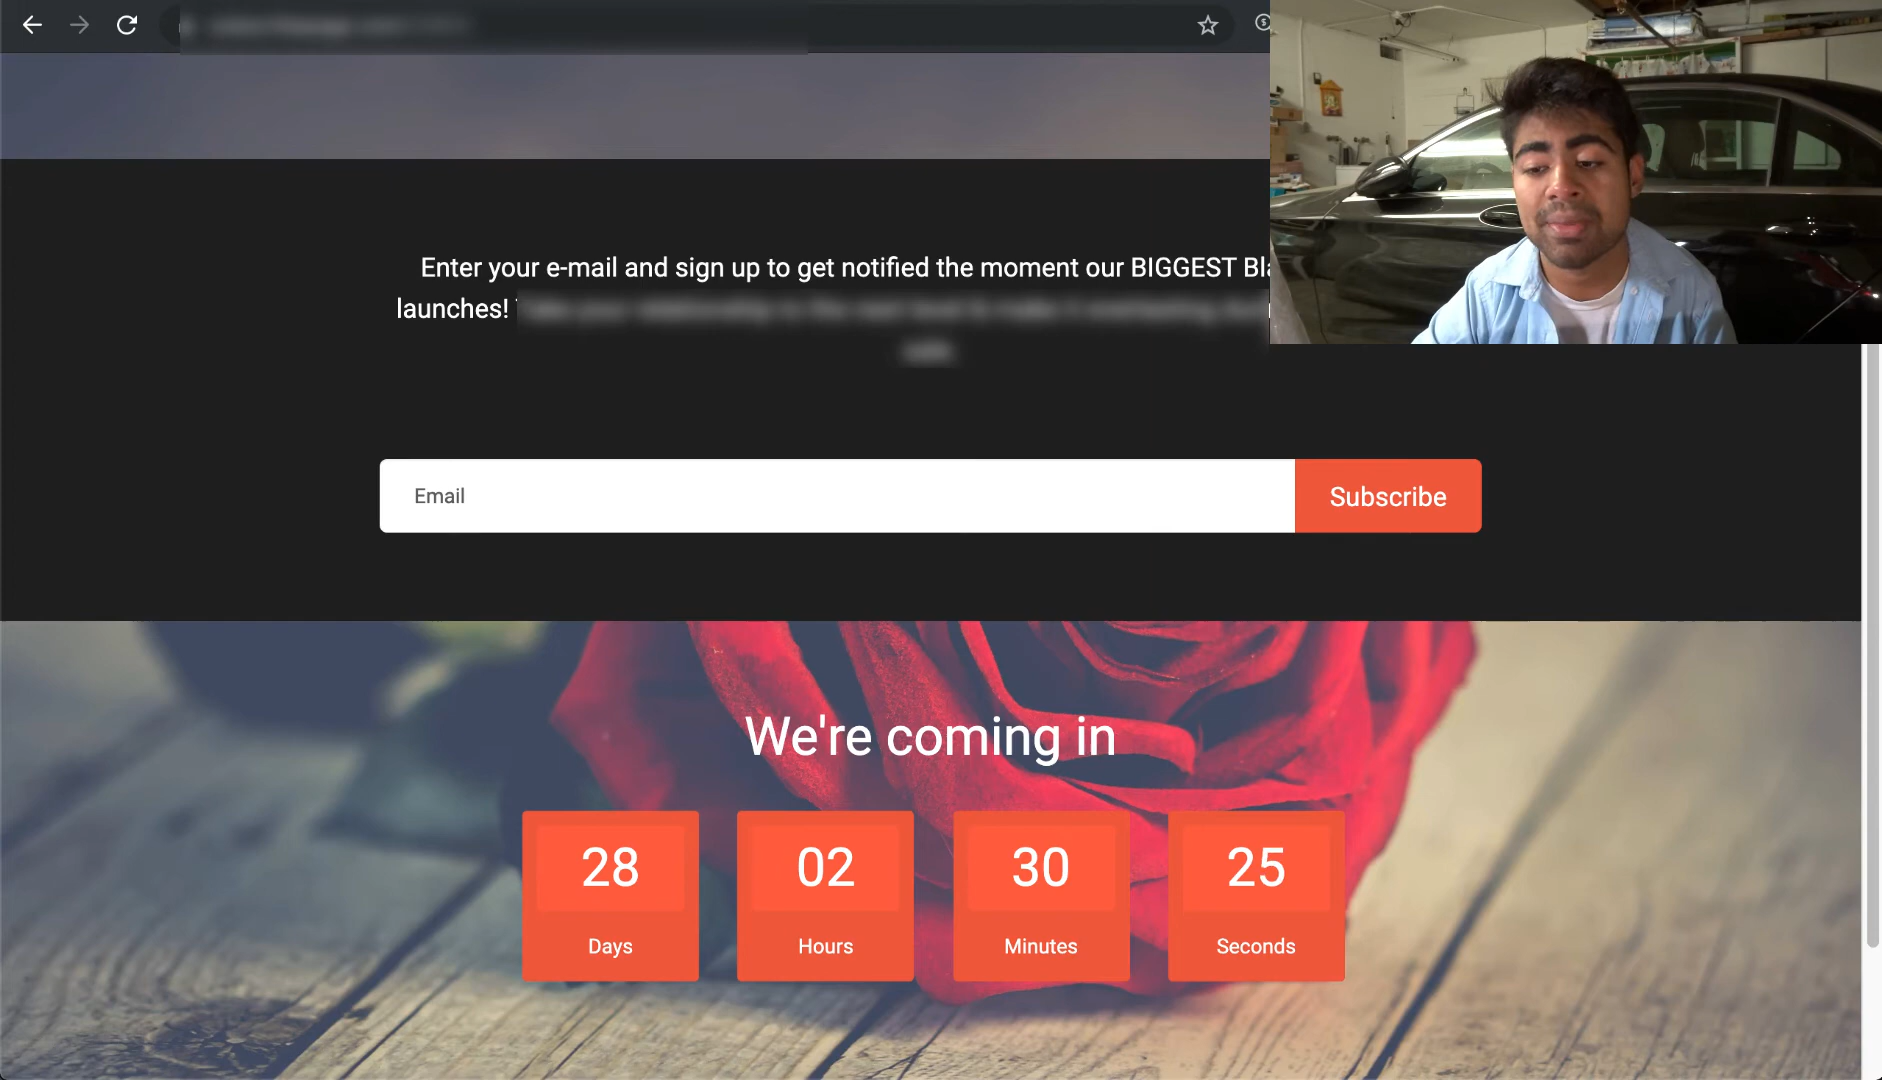 Enter your e-mail and sign up to get notified the moment our BIGGEST
launches!
Email
Subscribe
We're coming in
28
02
30
25
Days
Hours
Minutes
Seconds